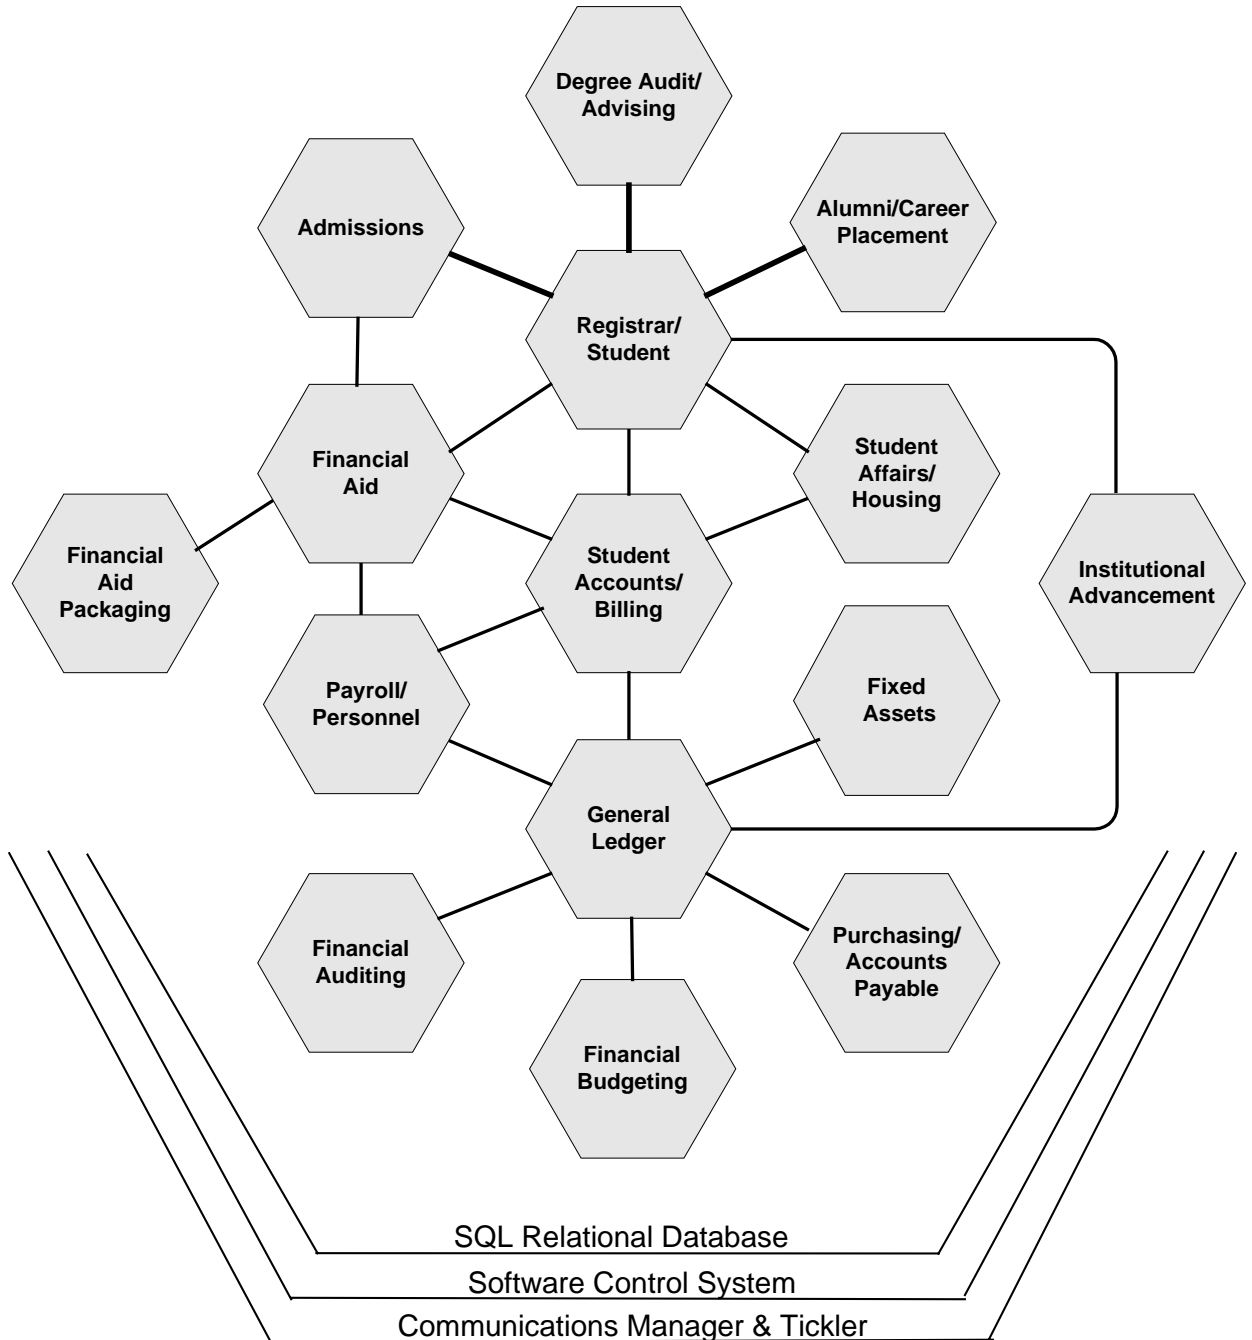 Degree Audit/
Advising
Admissions
Alumni/Career
Placement
Registrar/
Student
Financial
Aid
Student
Affairs/
Housing
Financial
Aid
Packaging
Student
Accounts/
Billing
Institutional
Advancement
Payroll/
Personnel
Fixed
Assets
General
Ledger
Financial
Auditing
Purchasing/
Accounts
Payable
Financial
Budgeting
SQL Relational Database
Software Control System
Communications Manager & Tickler